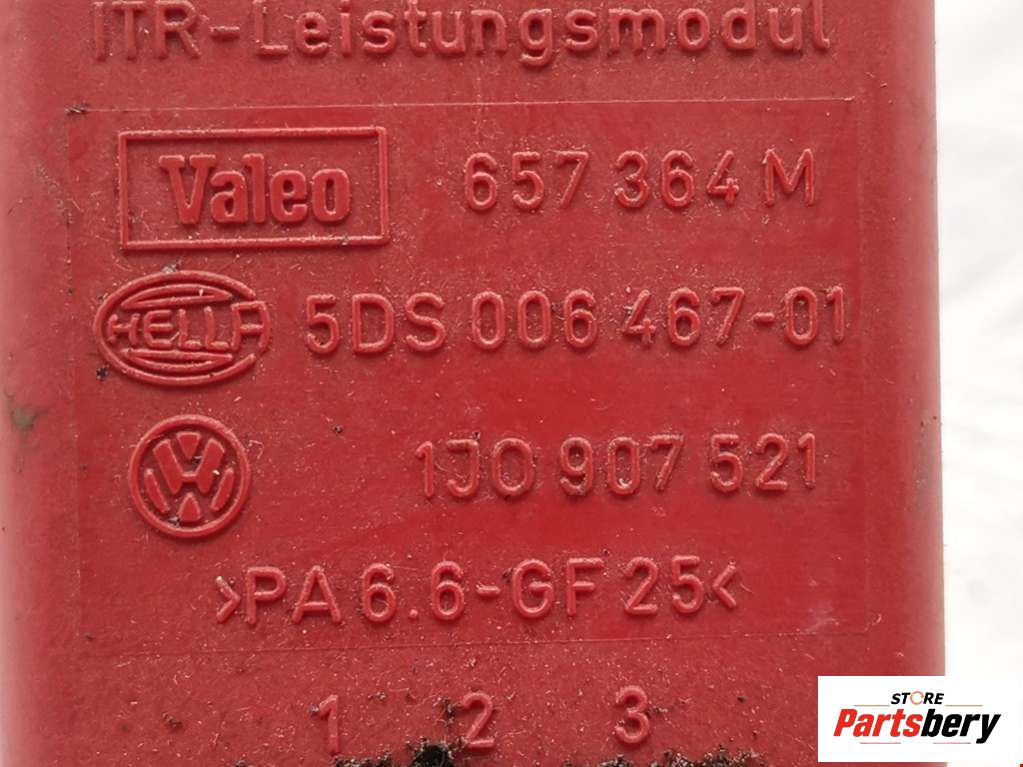 ITR-Leistungsmodul
Valeo 657 364 M
HELLA 5DS 006 467-01
VW 1J0 907 521
>PA 6.6-GF 25<
1 2 3
STORE
Partsbery